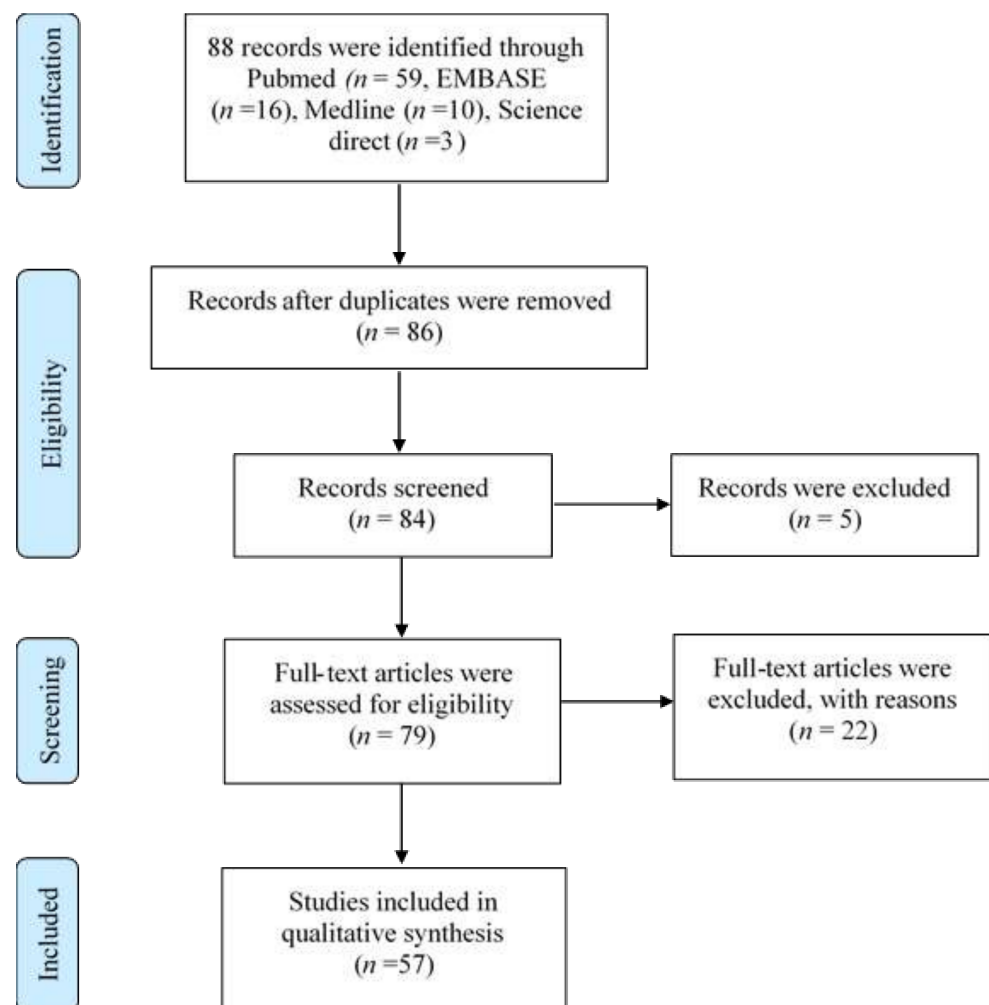 Identification
88 records were identified through
Pubmed (n = 59, EMBASE
(n =16), Medline (n =10), Science
direct (n =3 )
Eligibility
Records after duplicates were removed
(n = 86)
Records screened
(n = 84)
Records were excluded
(n = 5)
Screening
Full-text articles were
assessed for eligibility
(n = 79)
Full-text articles were
excluded, with reasons
(n = 22)
Included
Studies included in
qualitative synthesis
(n =57)